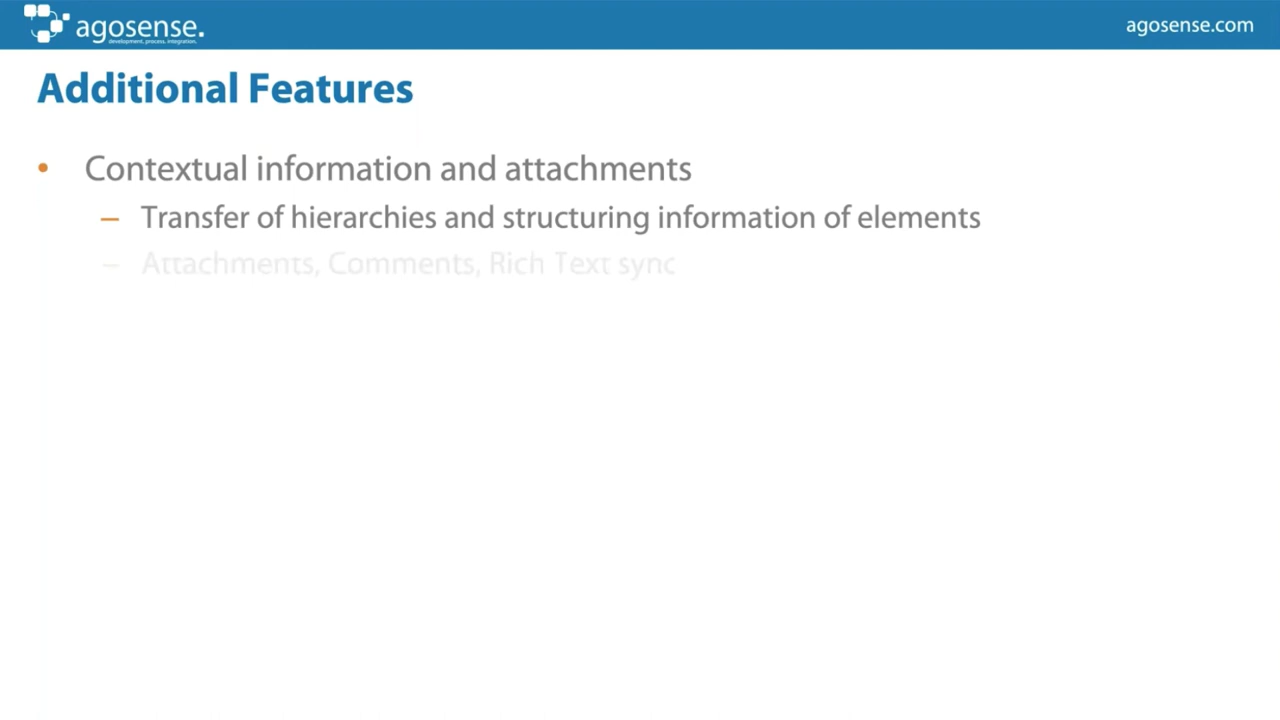 agosense.
development. process. integration.
agosense.com
Additional Features
• Contextual information and attachments
– Transfer of hierarchies and structuring information of elements
– Attachments, Comments, Rich Text sync